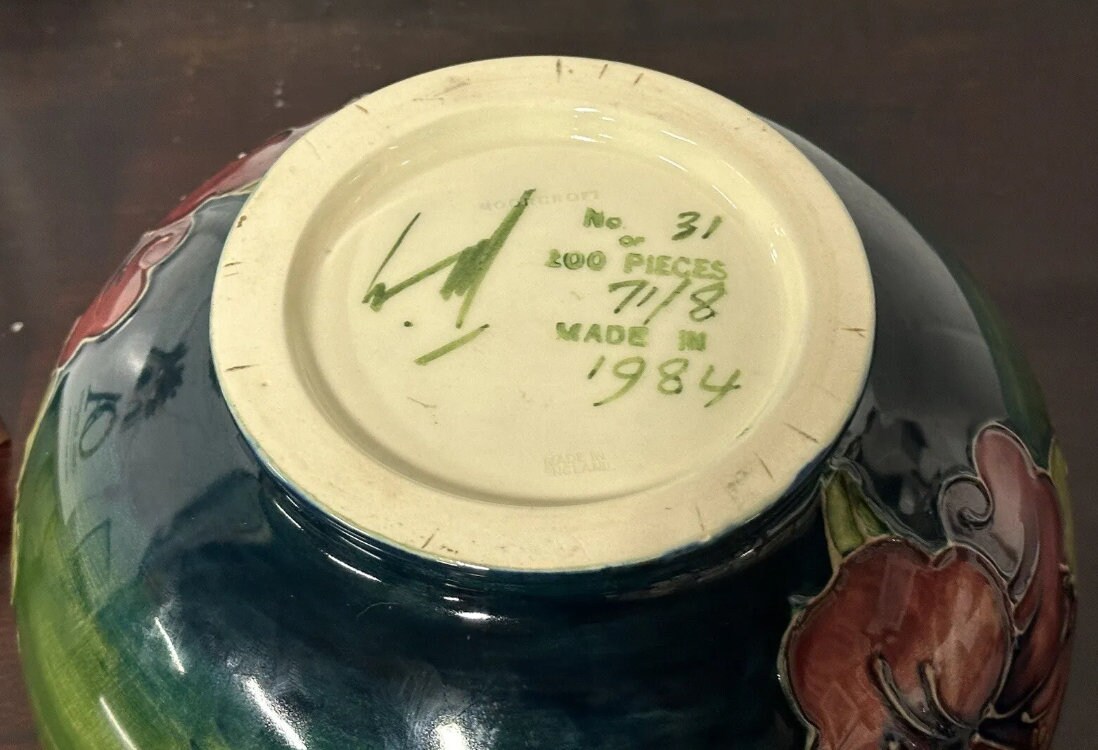 MOORCROFT
No. 31
OF
200 PIECES
71/8
MADE IN
1984
MADE IN
ENGLAND